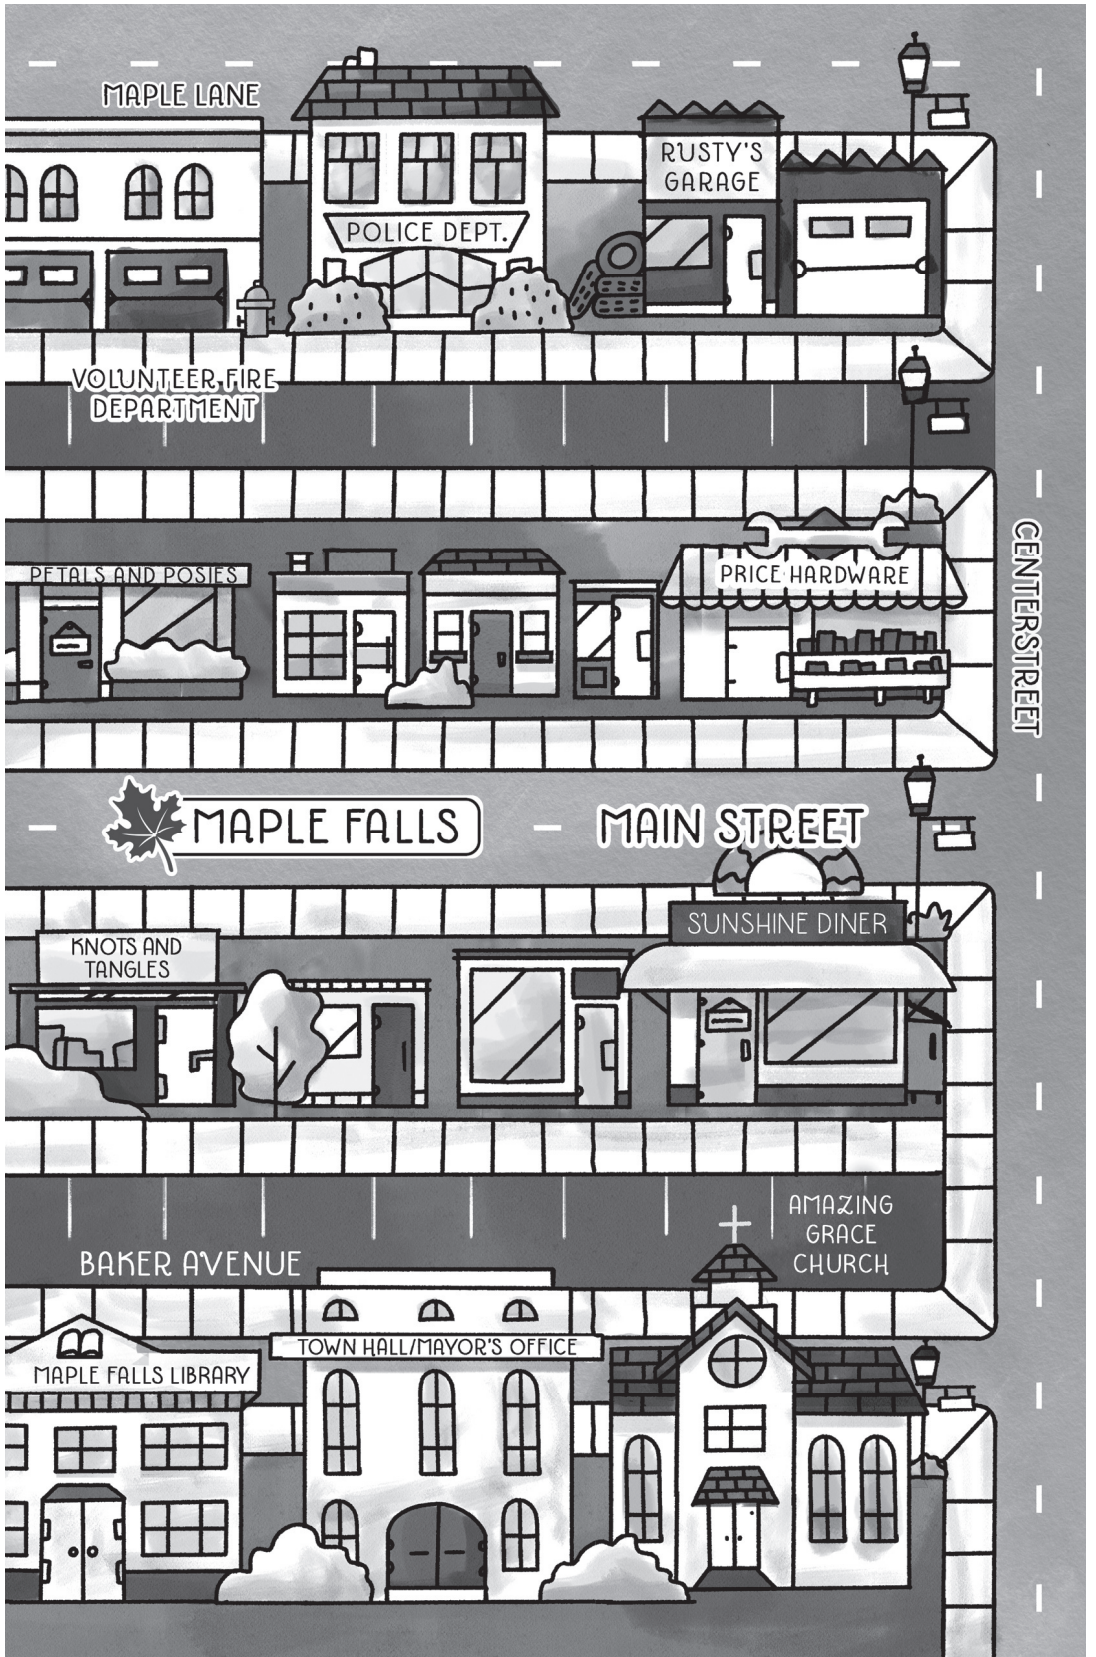 MAPLE LANE
RUSTY'S
GARAGE
POLICE DEPT.
VOLUNTEER FIRE
DEPARTMENT
PETALS AND POSIES
PRICE HARDWARE
CENTERSTREET
MAPLE FALLS
MAIN STREET
SUNSHINE DINER
KNOTS AND
TANGLES
AMAZING
GRACE
CHURCH
BAKER AVENUE
TOWN HALL/MAYOR'S OFFICE
MAPLE FALLS LIBRARY